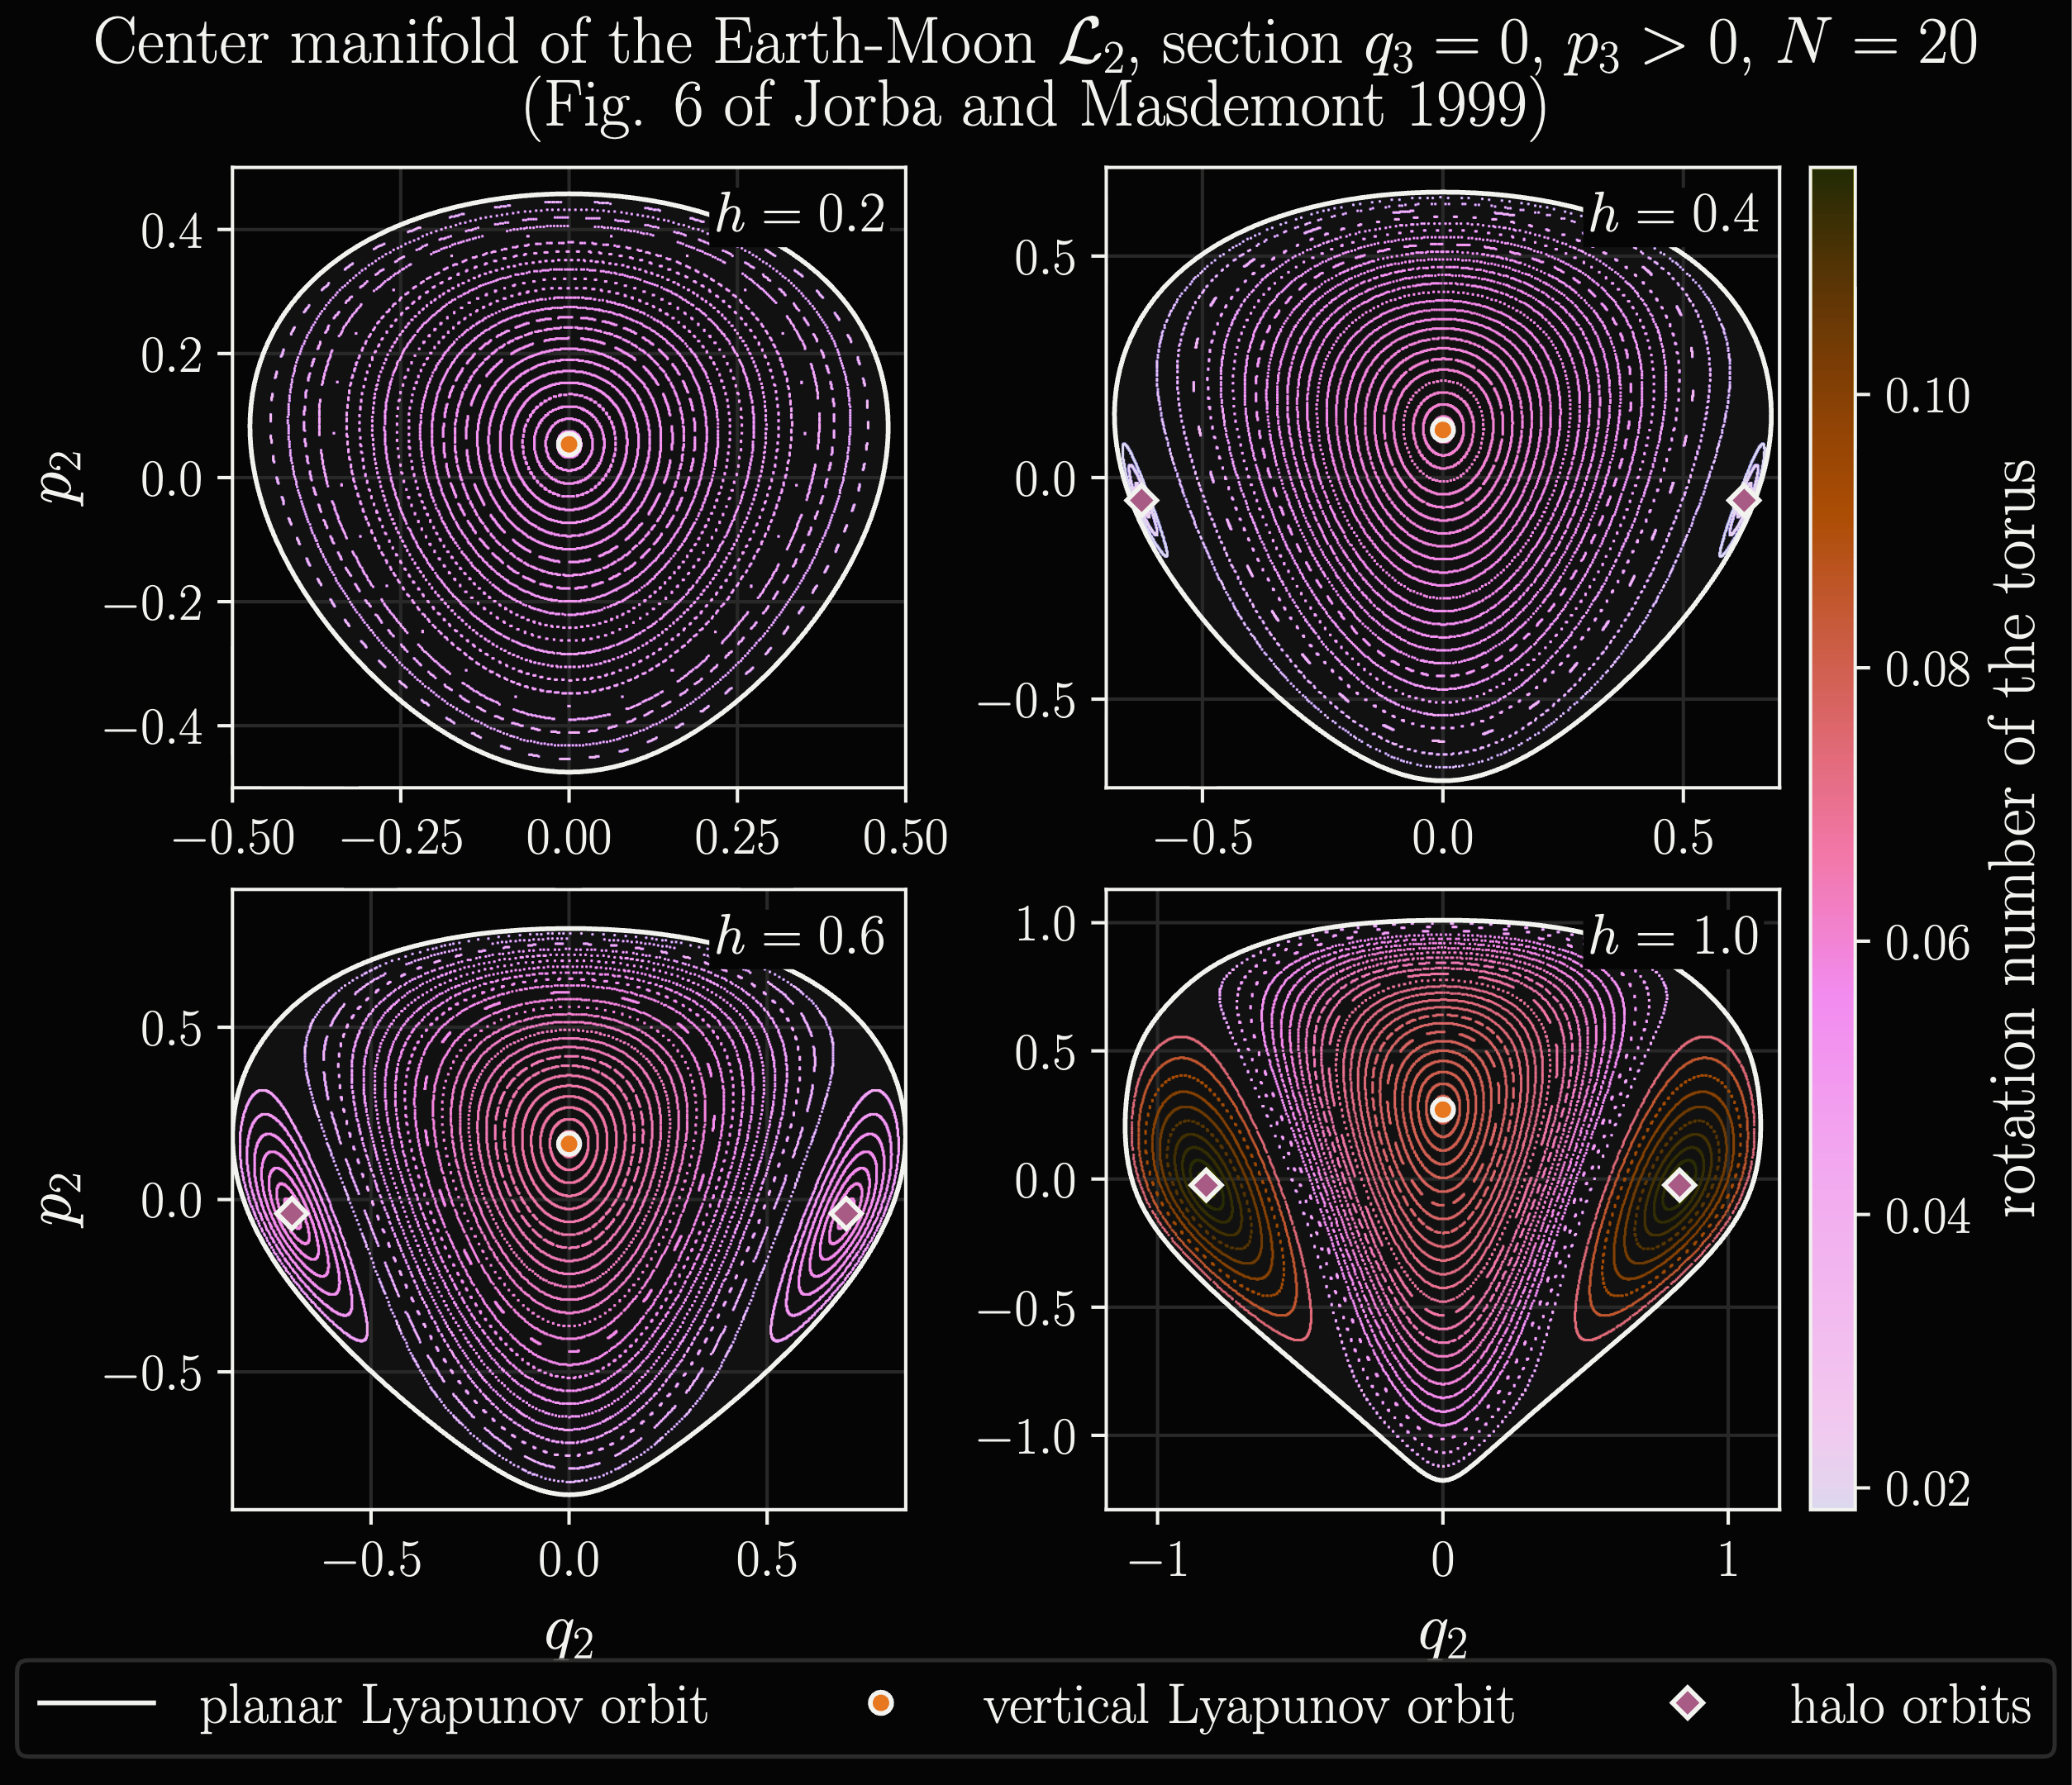 Center manifold of the Earth-Moon 𝓛₂, section q₃ = 0, p₃ > 0, N = 20
(Fig. 6 of Jorba and Masdemont 1999)
h = 0.2
0.4
0.2
0.0
−0.2
−0.4
p₂
−0.50 −0.25 0.00 0.25 0.50
h = 0.4
0.5
0.0
−0.5
−0.5 0.0 0.5
h = 0.6
0.5
0.0
−0.5
p₂
−0.5 0.0 0.5
q₂
h = 1.0
1.0
0.5
0.0
−0.5
−1.0
−1 0 1
q₂
0.10
0.08
0.06
0.04
0.02
rotation number of the torus
planar Lyapunov orbit vertical Lyapunov orbit halo orbits